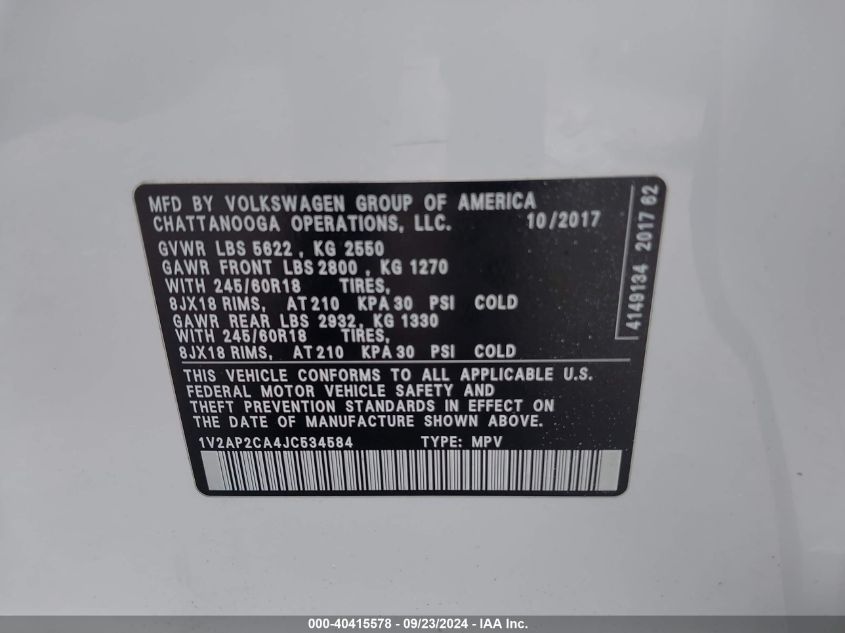 MFD BY VOLKSWAGEN GROUP OF AMERICA
CHATTANOOGA OPERATIONS, LLC. 10/2017
GVWR LBS 5622 , KG 2550
GAWR FRONT LBS 2800 , KG 1270
WITH 245/60R18 TIRES,
8JX18 RIMS, AT 210 KPA 30 PSI COLD
GAWR REAR LBS 2932, KG 1330
WITH 245/60R18 TIRES,
8JX18 RIMS, AT 210 KPA 30 PSI COLD
THIS VEHICLE CONFORMS TO ALL APPLICABLE U.S.
FEDERAL MOTOR VEHICLE SAFETY AND
THEFT PREVENTION STANDARDS IN EFFECT ON
THE DATE OF MANUFACTURE SHOWN ABOVE.
1V2AP2CA4JC534584 TYPE: MPV
4149134 2017 62
000-40415578 - 09/23/2024 - IAA Inc.